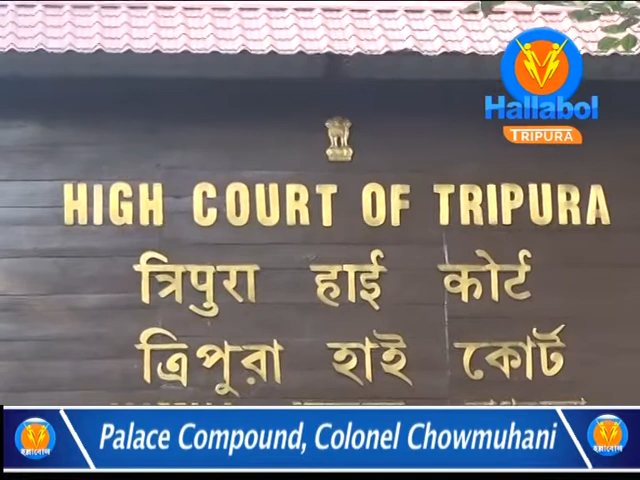 Hallabol
TRIPURA
HIGH COURT OF TRIPURA
त्रिपुरा हाई कोर्ट
ত্রিপুরা হাই কোর্ট
Palace Compound, Colonel Chowmuhani
হাল্লাবোল
হাল্লাবোল